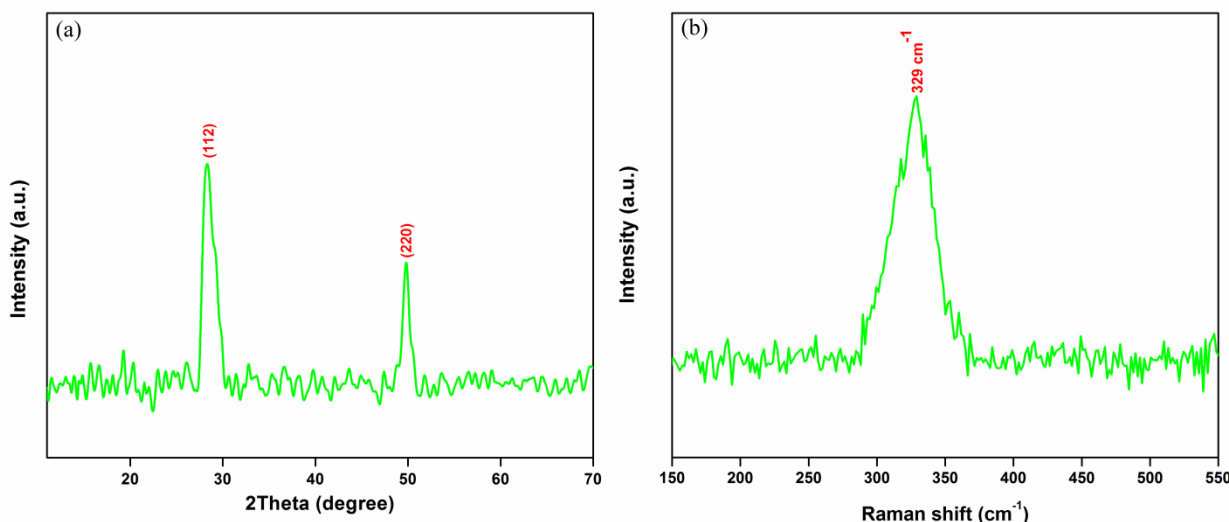 (a)
(112)
(220)
Intensity (a.u.)
20 30 40 50 60 70
2Theta (degree)
(b)
329 cm⁻¹
Intensity (a.u.)
150 200 250 300 350 400 450 500 550
Raman shift (cm⁻¹)